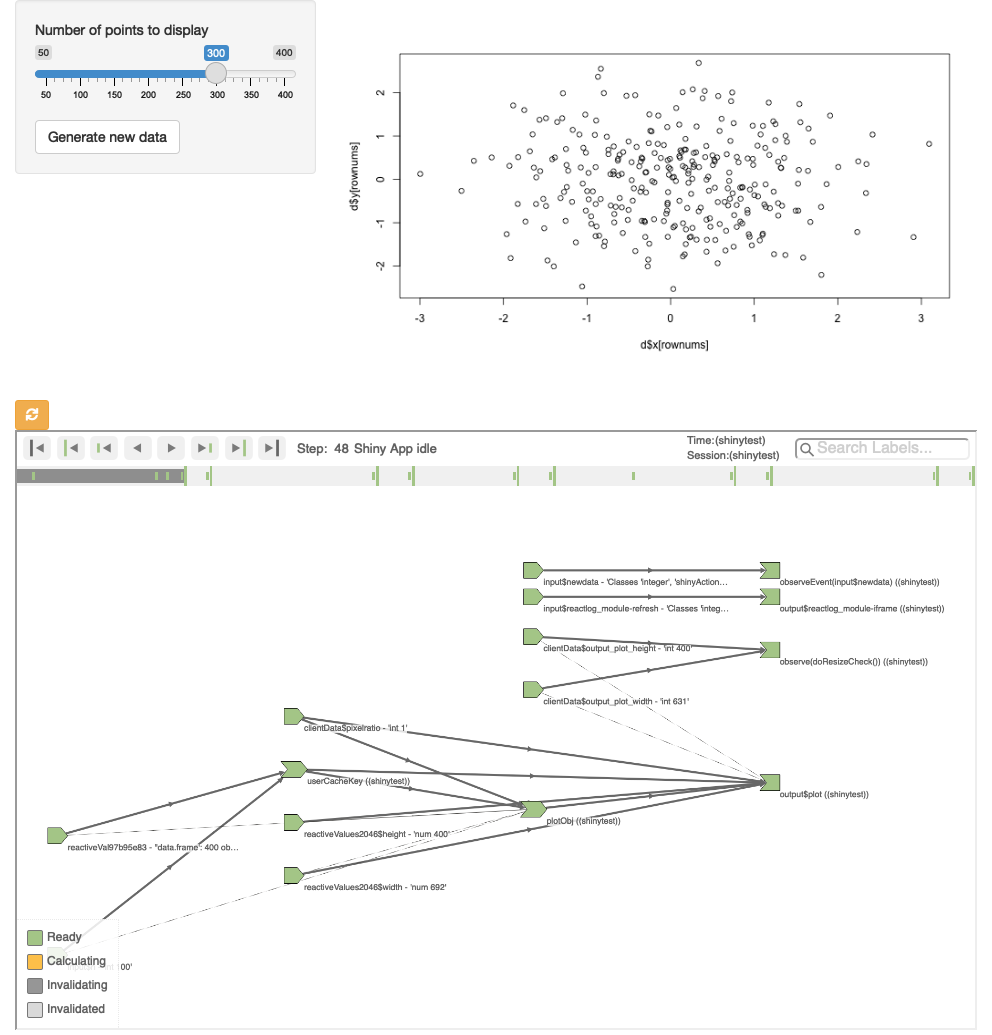 Number of points to display
50 300 400
50 100 150 200 250 300 350 400
Generate new data
d$y[rownums]
2
1
0
-1
-2
-3 -2 -1 0 1 2 3
d$x[rownums]
Step: 48 Shiny App idle
Time:(shinytest)
Session:(shinytest)
Search Labels...
input$newdata - 'Classes 'integer', 'shinyAction...
observeEvent(input$newdata) ((shinytest))
input$reactlog_module-refresh - 'Classes 'integ...
output$reactlog_module-iframe ((shinytest))
clientData$output_plot_height - 'int 400'
observe(doResizeCheck()) ((shinytest))
clientData$output_plot_width - 'int 631'
clientData$pixelratio - 'int 1'
userCacheKey ((shinytest))
output$plot ((shinytest))
plotObj ((shinytest))
reactiveValues2046$height - 'num 400'
reactiveVal97b95e83 - ''data.frame': 400 ob...
reactiveValues2046$width - 'num 692'
Ready
Calculating
00'
Invalidating
Invalidated